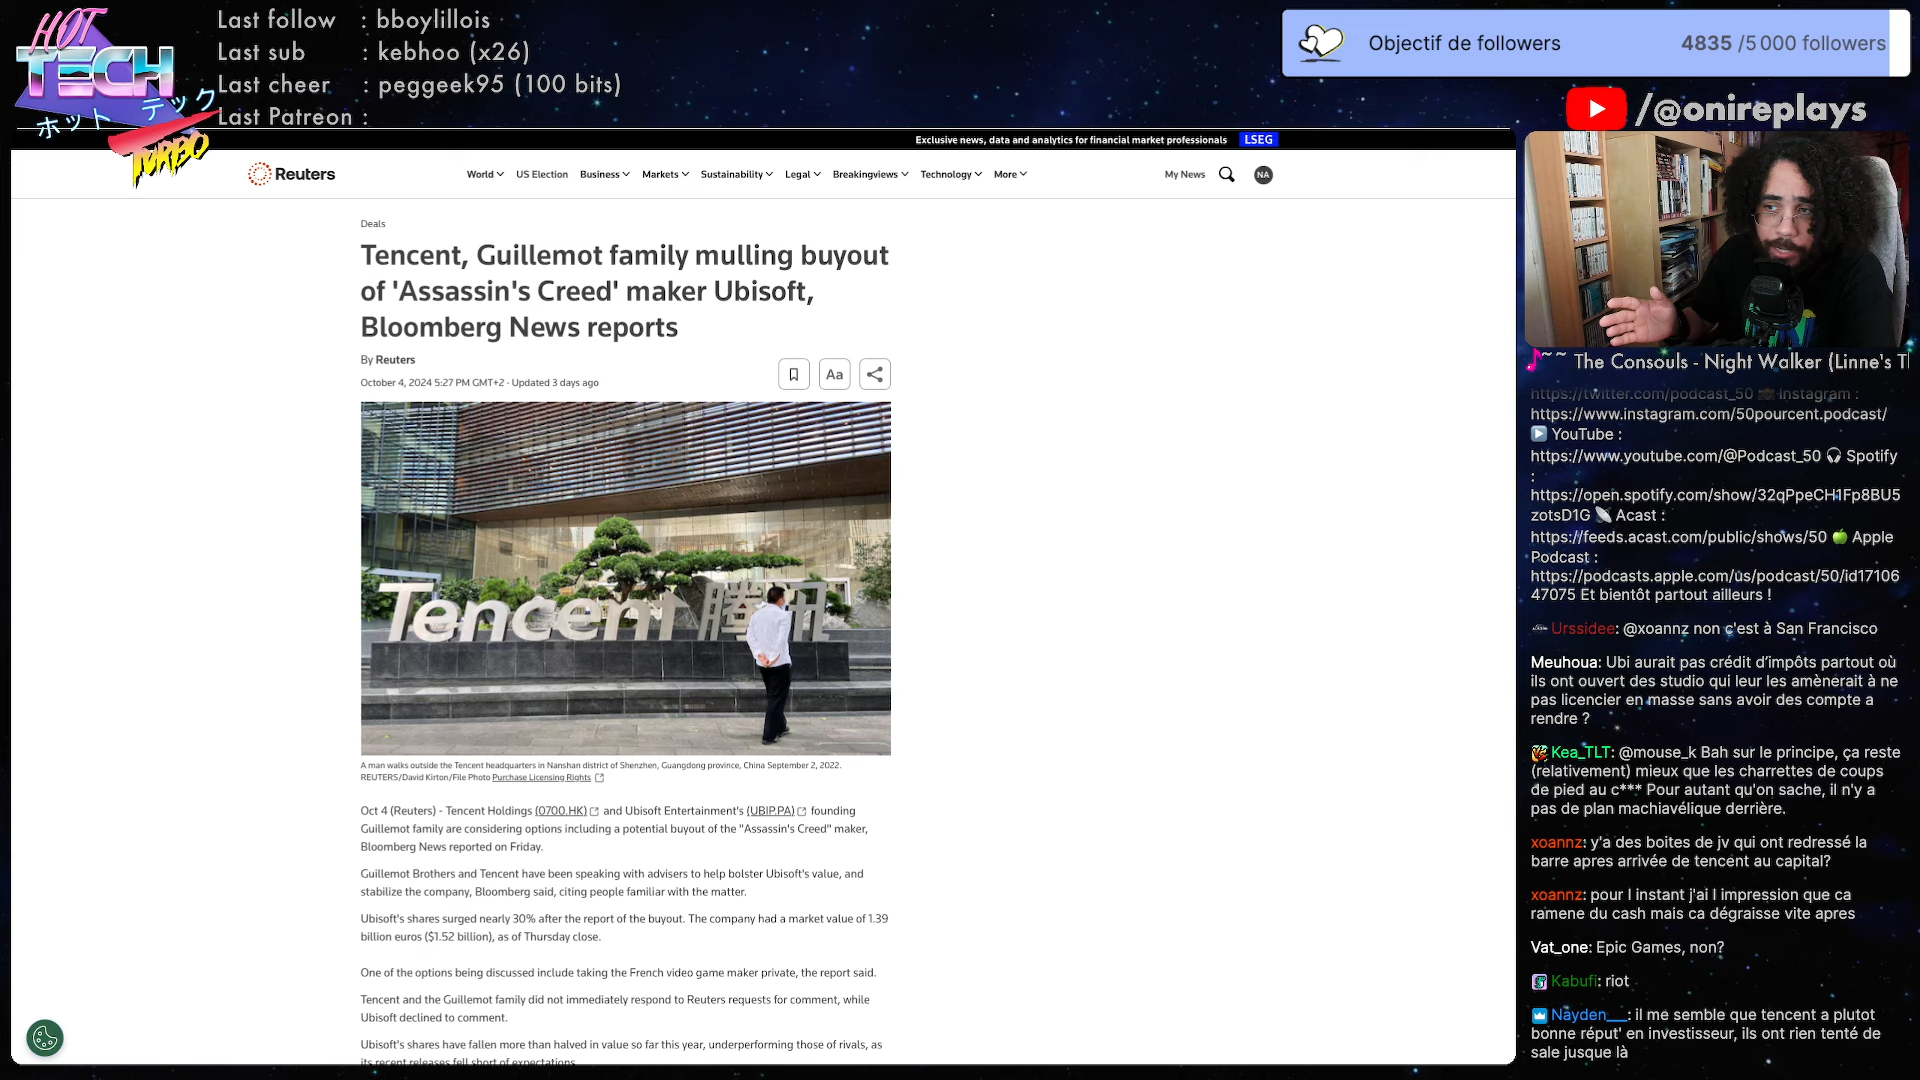 HOT
TECH
ホット テック
TURBO
Last follow : bboylillois
Last sub : kebhoo (x26)
Last cheer : peggeek95 (100 bits)
Last Patreon :
Objectif de followers
4835 /5 000 followers
/@onireplays
Exclusive news, data and analytics for financial market professionals LSEG
Reuters
World
US Election
Business
Markets
Sustainability
Legal
Breakingviews
Technology
More
My News
NA
Deals
Tencent, Guillemot family mulling buyout
of 'Assassin's Creed' maker Ubisoft,
Bloomberg News reports
By Reuters
October 4, 2024 5:27 PM GMT+2 · Updated 3 days ago
Aa
Tencent 腾讯
A man walks outside the Tencent headquarters in Nanshan district of Shenzhen, Guangdong province, China September 2, 2022.
REUTERS/David Kirton/File Photo Purchase Licensing Rights
Oct 4 (Reuters) - Tencent Holdings (0700.HK) and Ubisoft Entertainment's (UBIP.PA) founding
Guillemot family are considering options including a potential buyout of the "Assassin's Creed" maker,
Bloomberg News reported on Friday.
Guillemot Brothers and Tencent have been speaking with advisers to help bolster Ubisoft's value, and
stabilize the company, Bloomberg said, citing people familiar with the matter.
Ubisoft's shares surged nearly 30% after the report of the buyout. The company had a market value of 1.39
billion euros ($1.52 billion), as of Thursday close.
One of the options being discussed include taking the French video game maker private, the report said.
Tencent and the Guillemot family did not immediately respond to Reuters requests for comment, while
Ubisoft declined to comment.
Ubisoft's shares have fallen more than halved in value so far this year, underperforming those of rivals, as
its recent releases fell short of expectations.
~~ The Consouls - Night Walker (Linne's T
https://twitter.com/podcast_50 📷 Instagram :
https://www.instagram.com/50pourcent.podcast/
▶️ YouTube :
https://www.youtube.com/@Podcast_50 🎧 Spotify
:
https://open.spotify.com/show/32qPpeCH1Fp8BU5
zotsD1G 📡 Acast :
https://feeds.acast.com/public/shows/50 🍏 Apple
Podcast :
https://podcasts.apple.com/us/podcast/50/id17106
47075 Et bientôt partout ailleurs !
Urssidee: @xoannz non c'est à San Francisco
Meuhoua: Ubi aurait pas crédit d'impôts partout où
ils ont ouvert des studio qui leur les amènerait à ne
pas licencier en masse sans avoir des compte a
rendre ?
Kea_TLT: @mouse_k Bah sur le principe, ça reste
(relativement) mieux que les charrettes de coups
de pied au c*** Pour autant qu'on sache, il n'y a
pas de plan machiavélique derrière.
xoannz: y'a des boites de jv qui ont redressé la
barre apres arrivée de tencent au capital?
xoannz: pour l instant j'ai l impression que ca
ramene du cash mais ca dégraisse vite apres
Vat_one: Epic Games, non?
Kabufi: riot
Nayden__: il me semble que tencent a plutot
bonne réput' en investisseur, ils ont rien tenté de
sale jusque là